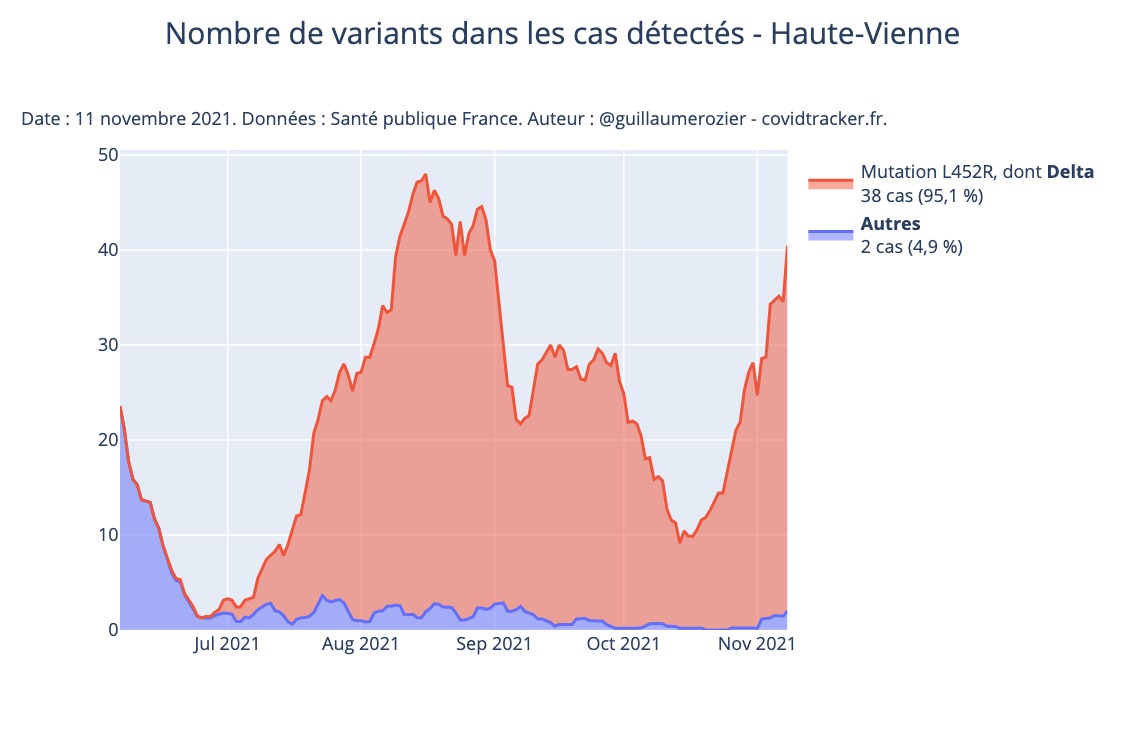 Nombre de variants dans les cas détectés - Haute-Vienne
Date : 11 novembre 2021. Données : Santé publique France. Auteur : @guillaumerozier - covidtracker.fr.
50
40
30
20
10
0
Jul 2021
Aug 2021
Sep 2021
Oct 2021
Nov 2021
Mutation L452R, dont Delta
38 cas (95,1 %)
Autres
2 cas (4,9 %)